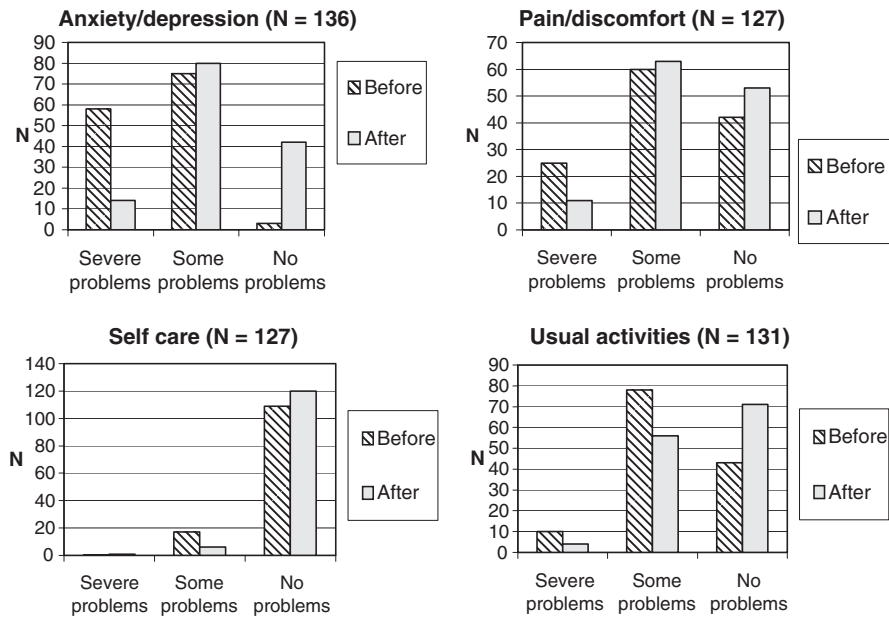 Anxiety/depression (N = 136)
90
80
70
60
50
40
30
20
10
0
N
Severe problems
Some problems
No problems
Before
After
Pain/discomfort (N = 127)
70
60
50
40
30
20
10
0
N
Severe problems
Some problems
No problems
Before
After
Self care (N = 127)
140
120
100
80
60
40
20
0
N
Severe problems
Some problems
No problems
Before
After
Usual activities (N = 131)
90
80
70
60
50
40
30
20
10
0
N
Severe problems
Some problems
No problems
Before
After